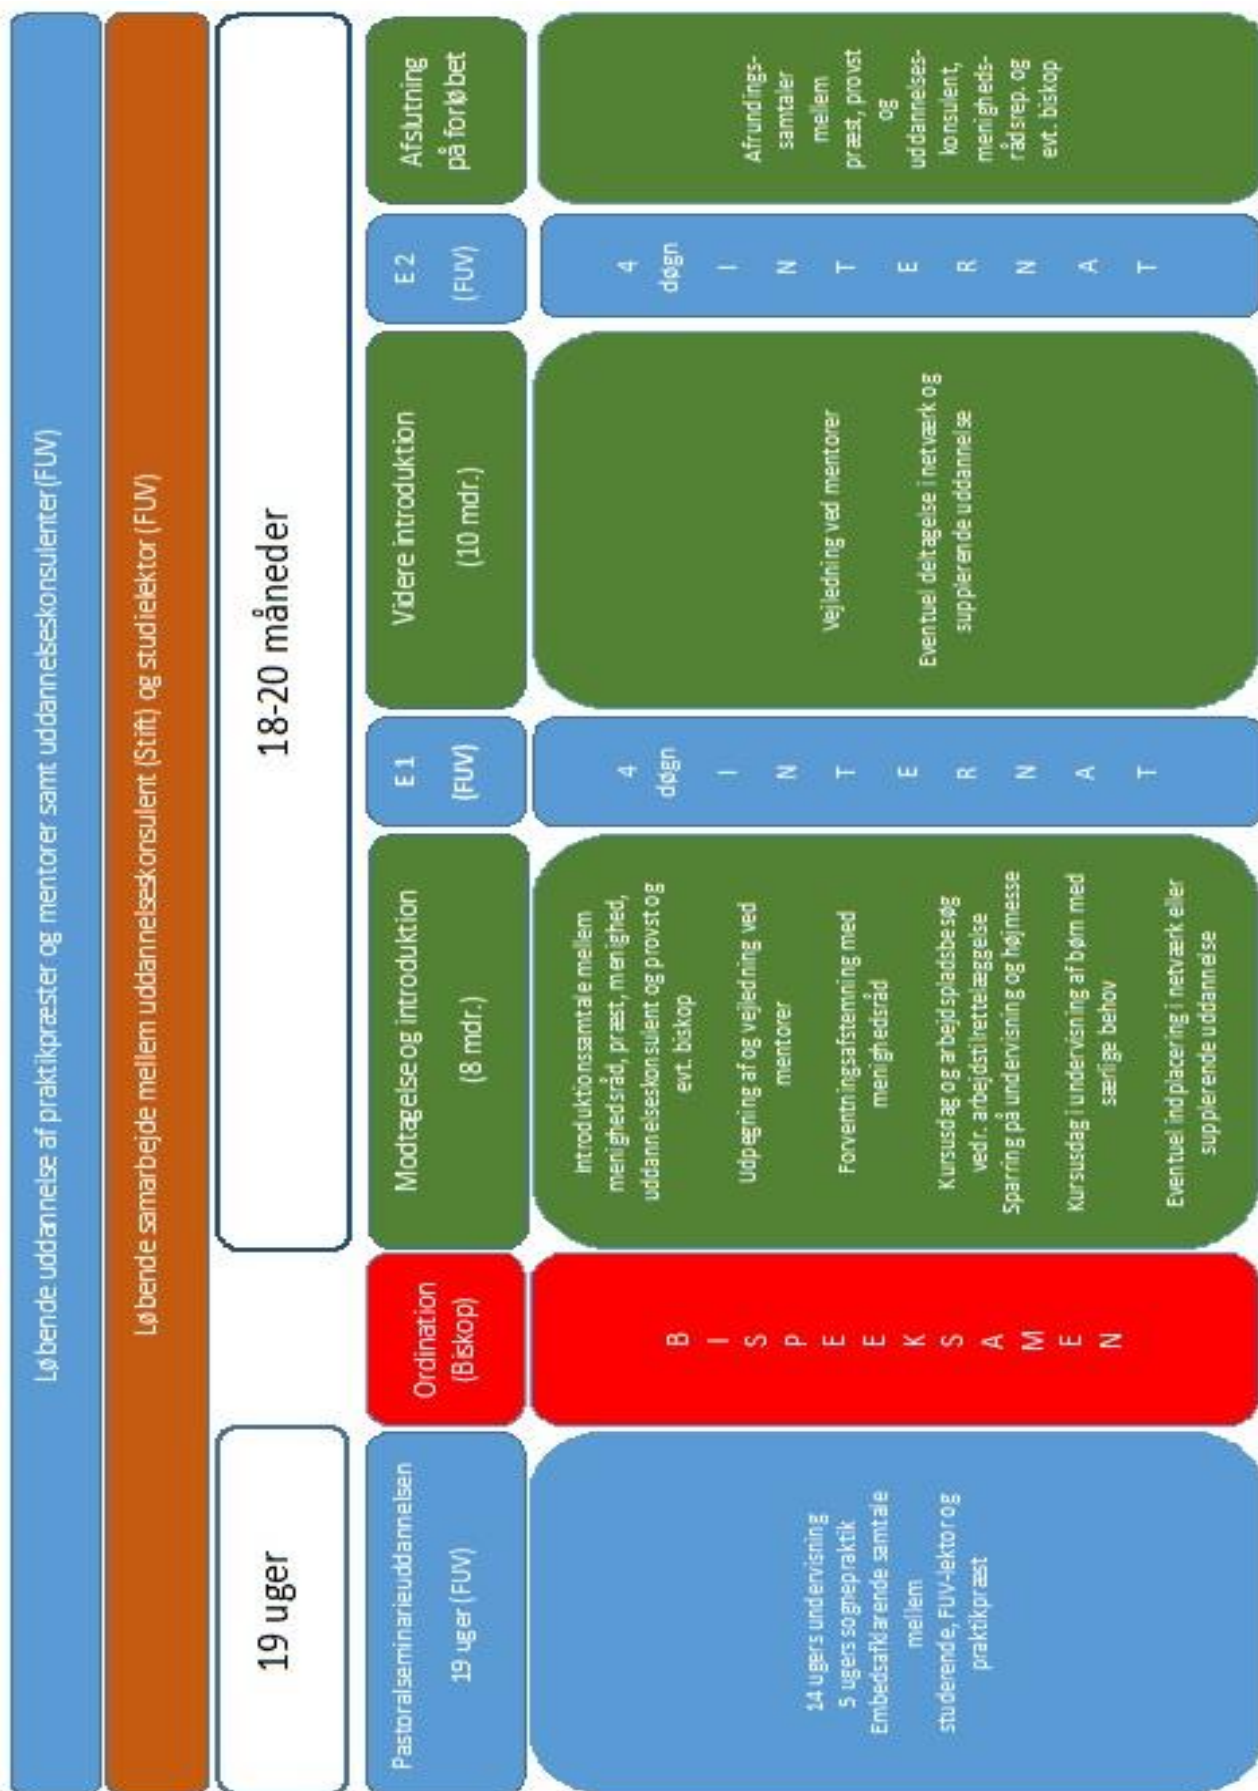 Løbende uddannelse af praktikpræster og mentorer samt uddannelseskonsulenter (FUV)
Løbende samarbejde mellem uddannelseskonsulent (Stift) og studielektor (FUV)
19 uger
18-20 måneder
Pastoralseminarieuddannelsen
19 uger (FUV)
Ordination
(Biskop)
Modtagelse og introduktion
(8 mdr.)
E 1
(FUV)
Videre introduktion
(10 mdr.)
E 2
(FUV)
Afslutning
på forløbet
14 ugers undervisning
5 ugers sognepraktik
Embedsafklarende samtale
mellem
studerende, FUV-lektor og
praktikpræst
B
I
S
P
E
E
K
S
A
M
E
N
Introduktionssamtale mellem
menighedsråd, præst, menighed,
uddannelseskonsulent og provst og
evt. biskop
Udpegning af og vejledning ved
mentorer
Forventningsafstemning med
menighedsråd
Kursusdag og arbejdspladsbesøg
vedr. arbejdstilrettelæggelse
Sparring på undervisning og højmesse
Kursusdag i undervisning af børn med
særlige behov
Eventuel indplacering i netværk eller
supplerende uddannelse
4
døgn
I
N
T
E
R
N
A
T
Vejledning ved mentorer
Eventuel deltagelse i netværk og
supplerende uddannelse
4
døgn
I
N
T
E
R
N
A
T
Afrundings-
samtaler
mellem
præst, provst
og
uddannelses-
konsulent,
menigheds-
rådsrep. og
evt. biskop